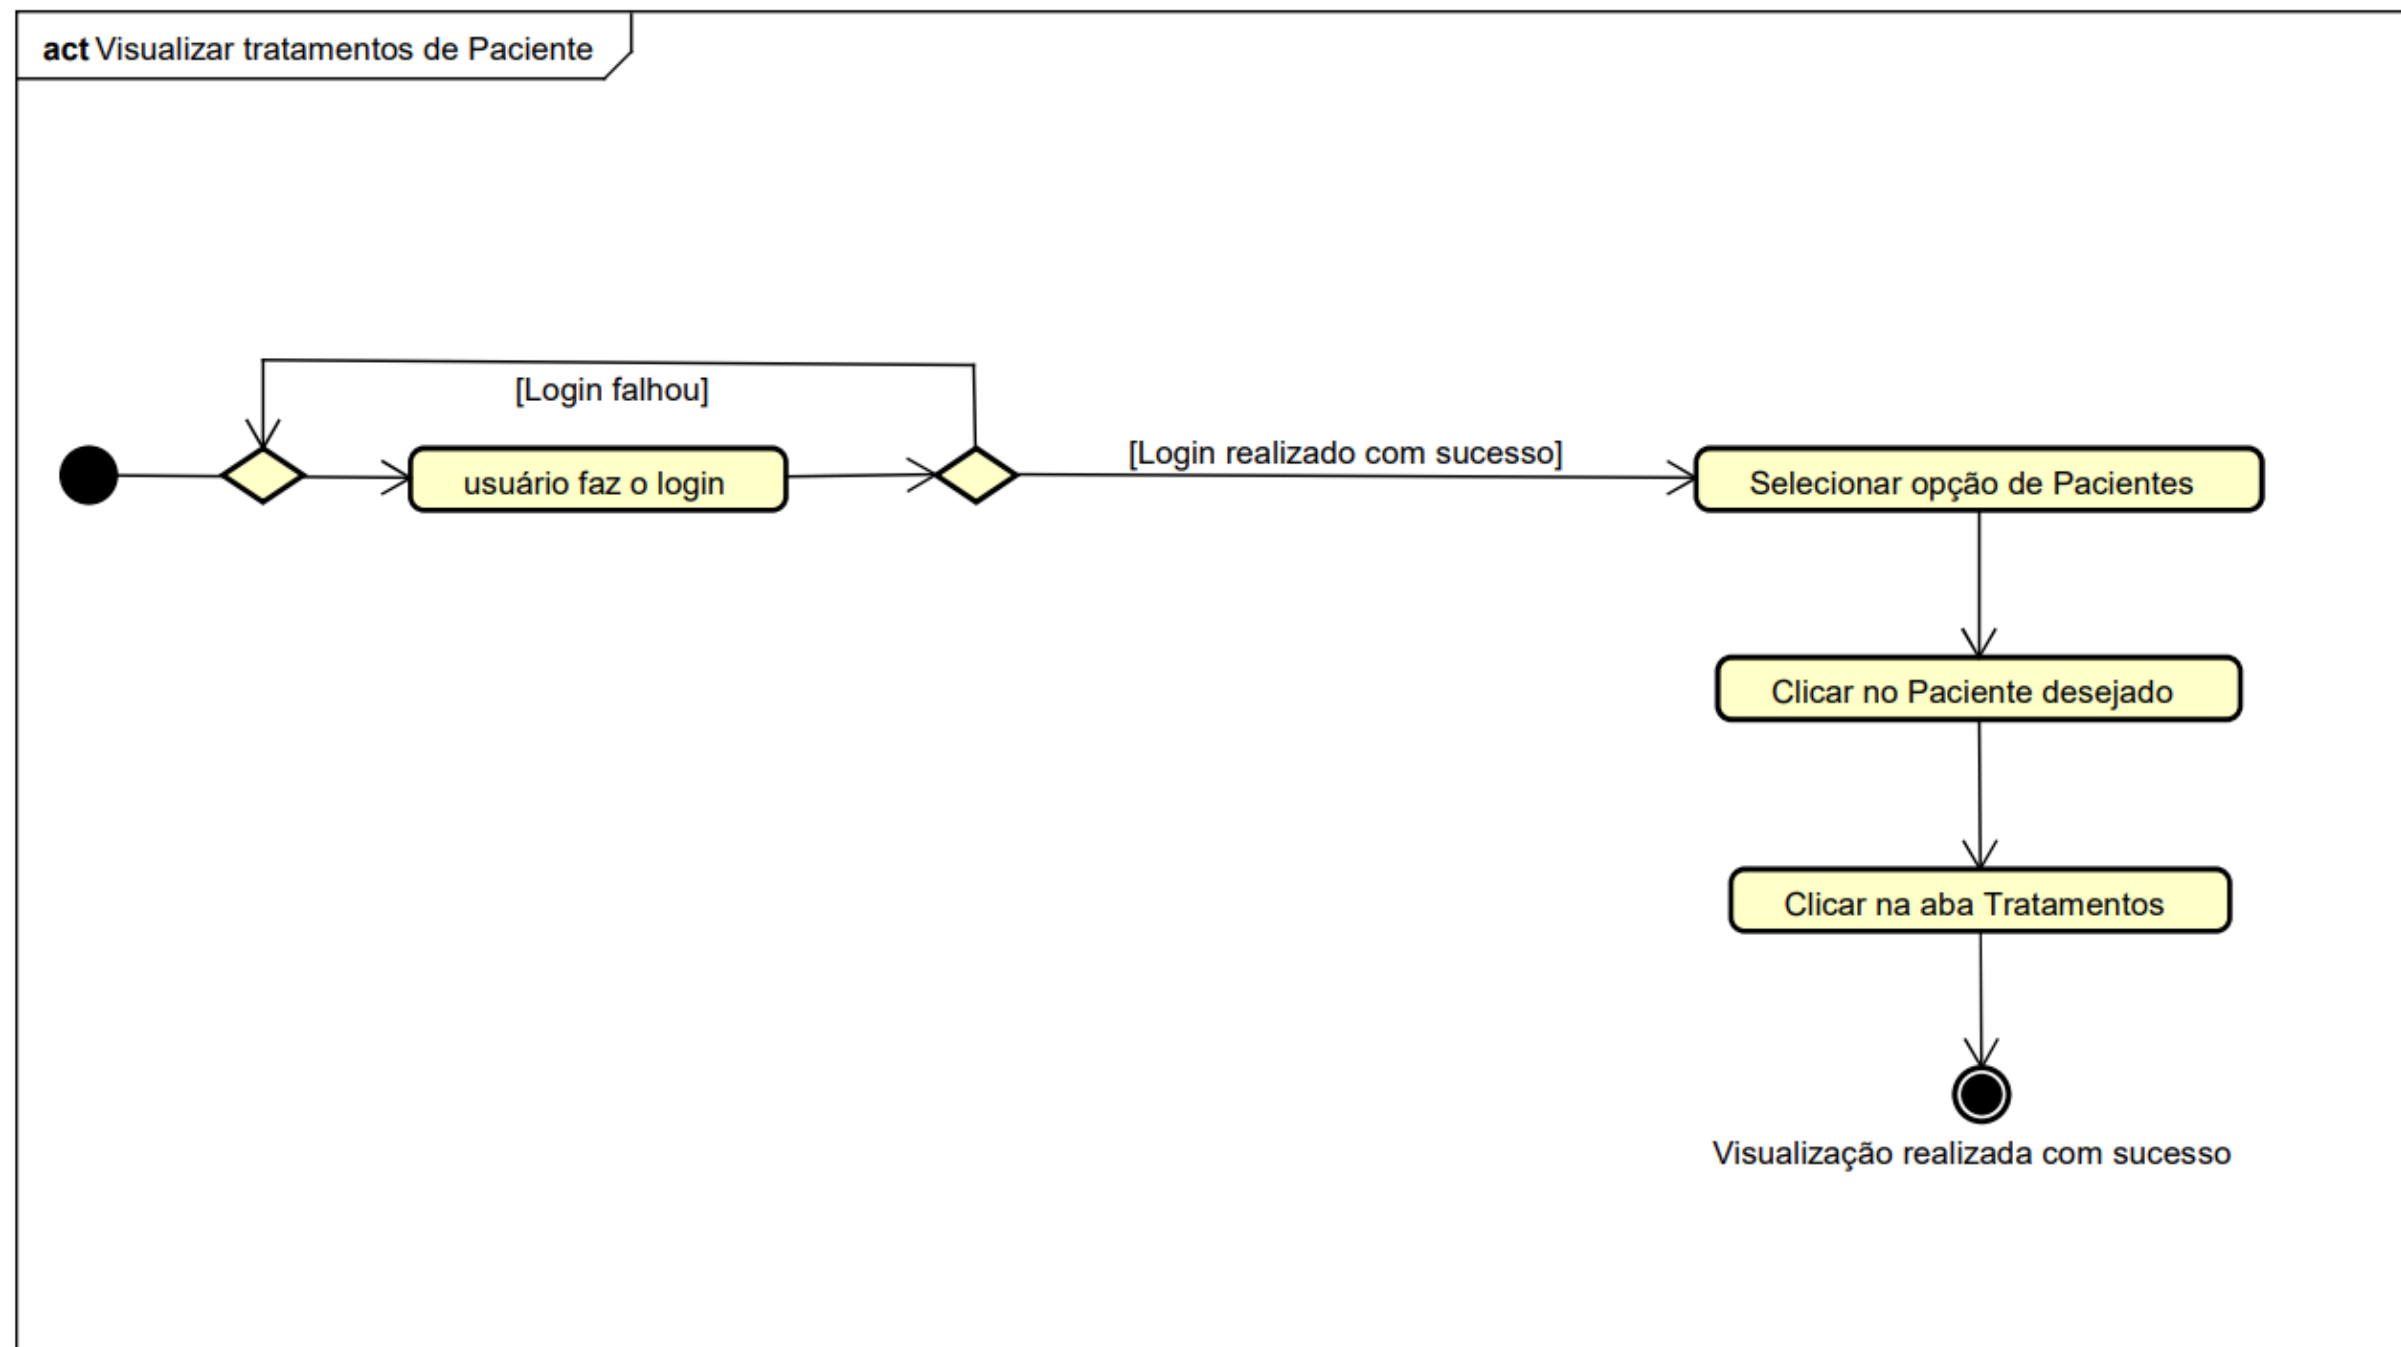 act Visualizar tratamentos de Paciente
[Login falhou]
[Login realizado com sucesso]
usuário faz o login
Selecionar opção de Pacientes
Clicar no Paciente desejado
Clicar na aba Tratamentos
Visualização realizada com sucesso